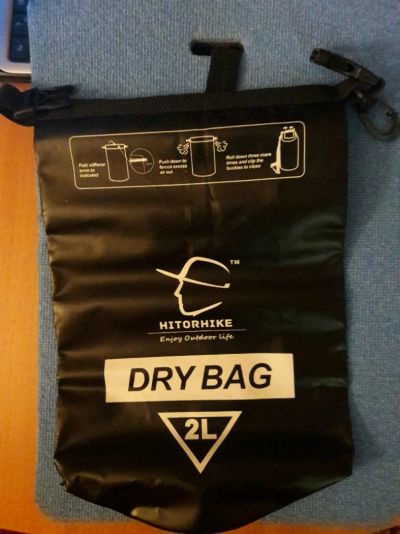 Fold stiffener
once as
indicated
Push down to
force excess
air out
Roll down three more
times and clip the
buckles to close
TM
HITORHIKE
Enjoy Outdoor life
DRY BAG
2L